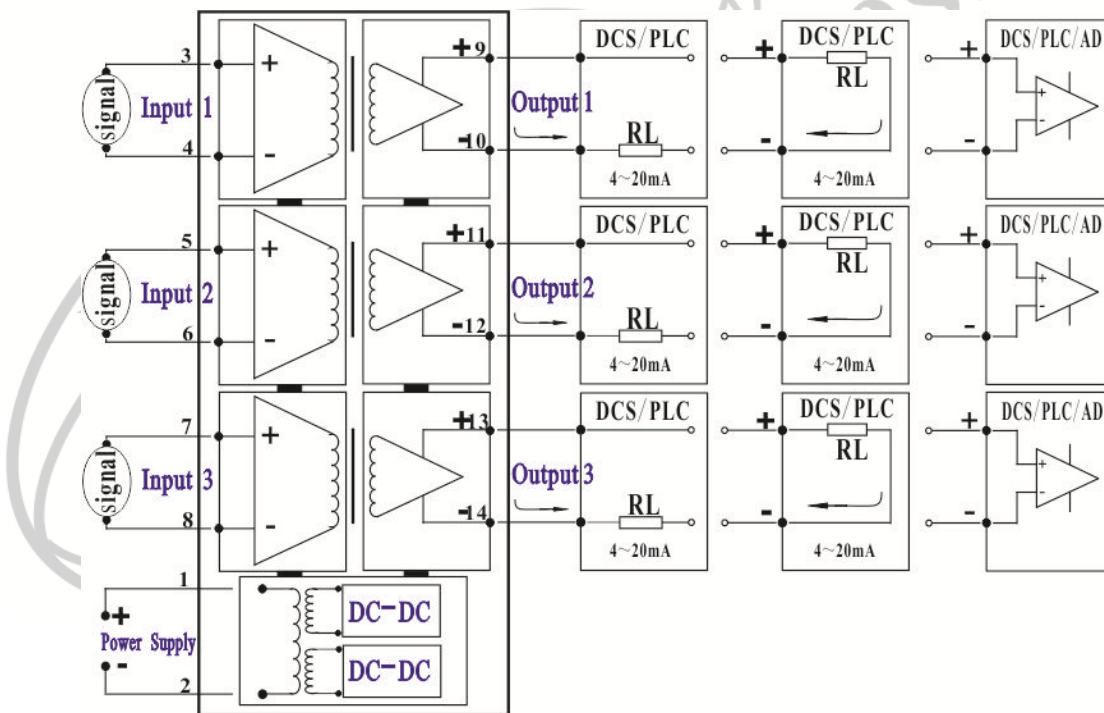 DCS/PLC DCS/PLC DCS/PLC/AD
3 + + 9 RL + +
signal Input 1 Output 1 + -
4 - - 10 RL - -
4~20mA 4~20mA
DCS/PLC DCS/PLC DCS/PLC/AD
5 + + 11 + RL +
signal Input 2 Output 2 + -
6 - - 12 RL - -
4~20mA 4~20mA
DCS/PLC DCS/PLC DCS/PLC/AD
7 + + 13 + RL +
signal Input 3 Output 3 + -
8 - - 14 RL - -
4~20mA 4~20mA
1
+ DC-DC
Power Supply
- DC-DC
2